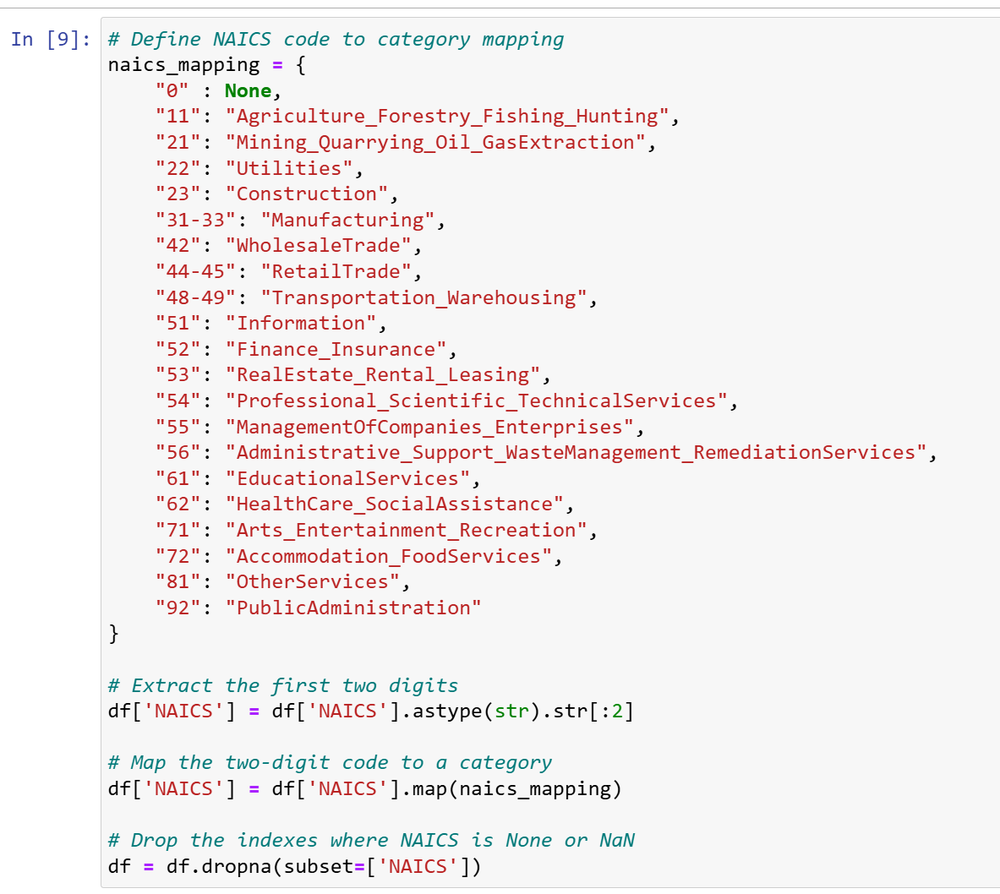 In [9]: # Define NAICS code to category mapping
naics_mapping = {
    "0" : None,
    "11": "Agriculture_Forestry_Fishing_Hunting",
    "21": "Mining_Quarrying_Oil_GasExtraction",
    "22": "Utilities",
    "23": "Construction",
    "31-33": "Manufacturing",
    "42": "WholesaleTrade",
    "44-45": "RetailTrade",
    "48-49": "Transportation_Warehousing",
    "51": "Information",
    "52": "Finance_Insurance",
    "53": "RealEstate_Rental_Leasing",
    "54": "Professional_Scientific_TechnicalServices",
    "55": "ManagementOfCompanies_Enterprises",
    "56": "Administrative_Support_WasteManagement_RemediationServices",
    "61": "EducationalServices",
    "62": "HealthCare_SocialAssistance",
    "71": "Arts_Entertainment_Recreation",
    "72": "Accommodation_FoodServices",
    "81": "OtherServices",
    "92": "PublicAdministration"
}
# Extract the first two digits
df['NAICS'] = df['NAICS'].astype(str).str[:2]
# Map the two-digit code to a category
df['NAICS'] = df['NAICS'].map(naics_mapping)
# Drop the indexes where NAICS is None or NaN
df = df.dropna(subset=['NAICS'])